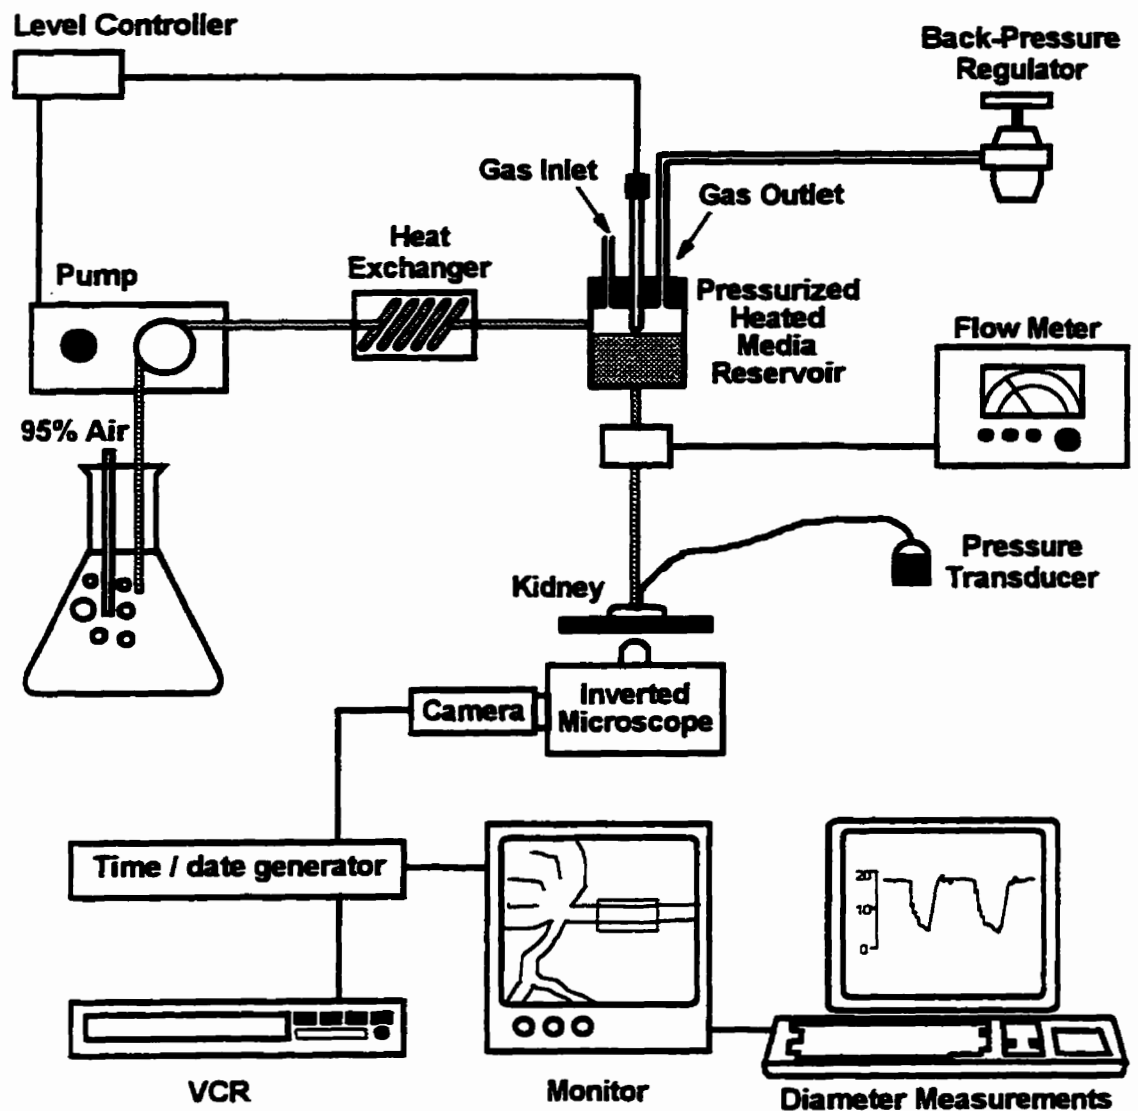 Level Controller
Back-Pressure
Regulator
Gas Inlet
Gas Outlet
Heat
Exchanger
Pump
Pressurized
Heated
Media
Reservoir
Flow Meter
95% Air
Pressure
Transducer
Kidney
Inverted
Microscope
Camera
Time / date generator
20
10
0
VCR
Monitor
Diameter Measurements